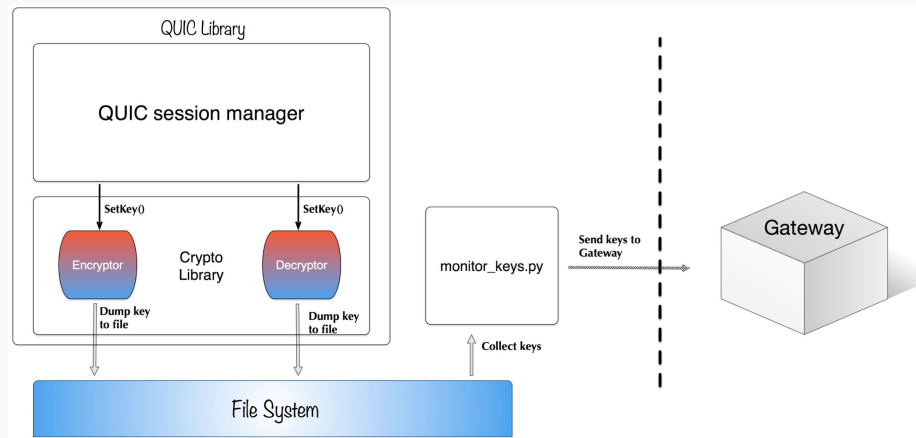 QUIC Library
QUIC session manager
SetKey()
SetKey()
Encryptor
Crypto
Library
Decryptor
Dump key
to file
Dump key
to file
File System
monitor_keys.py
Collect keys
Send keys to
Gateway
Gateway